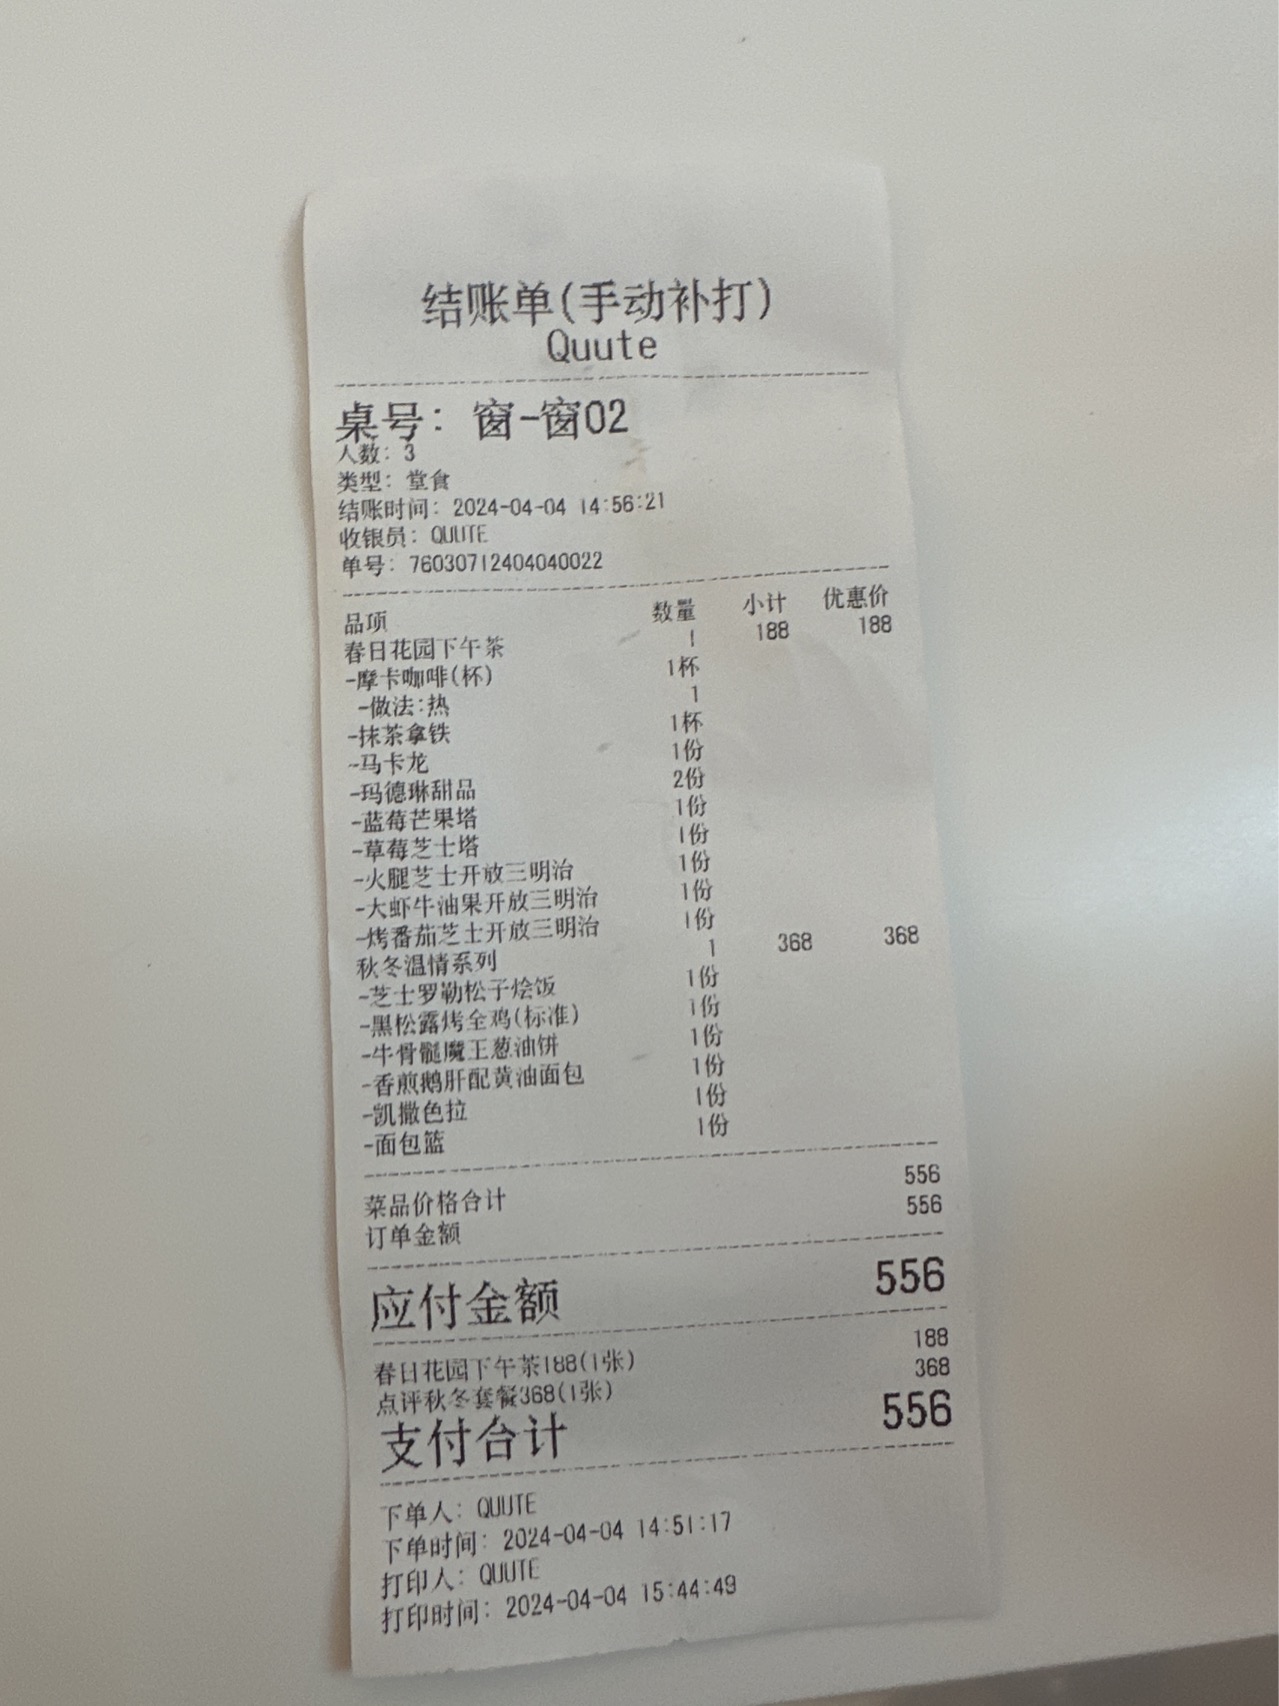 结账单(手动补打)
Quute
桌号: 窗-窗02
人数: 3
类型: 堂食
结账时间: 2024-04-04 14:56:21
收银员: QUUTE
单号: 76030712404040022
品项 数量 小计 优惠价
春日花园下午茶 1 188 188
-摩卡咖啡(杯) 1杯
-做法:热 1
-抹茶拿铁 1杯
-马卡龙 1份
-玛德琳甜品 2份
-蓝莓芒果塔 1份
-草莓芝士塔 1份
-火腿芝士开放三明治 1份
-大虾牛油果开放三明治 1份
-烤番茄芝士开放三明治 1份
秋冬温情系列 1 368 368
-芝士罗勒松子烩饭 1份
-黑松露烤全鸡(标准) 1份
-牛骨髓魔王葱油饼 1份
-香煎鹅肝配黄油面包 1份
-凯撒色拉 1份
-面包篮 1份
菜品价格合计 556
订单金额 556
应付金额 556
春日花园下午茶188(1张) 188
点评秋冬套餐368(1张) 368
支付合计 556
下单人: QUUTE
下单时间: 2024-04-04 14:51:17
打印人: QUUTE
打印时间: 2024-04-04 15:44:49